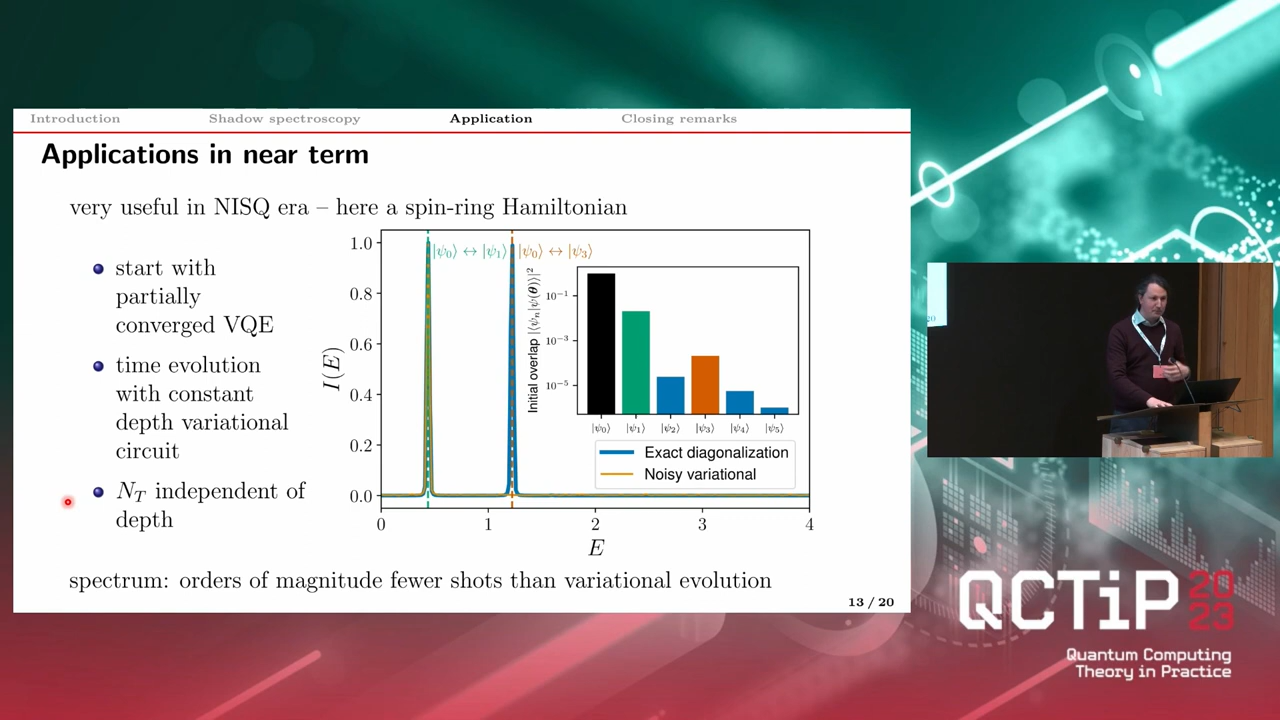 Introduction Shadow spectroscopy Application Closing remarks
Applications in near term
very useful in NISQ era – here a spin-ring Hamiltonian
start with
partially
converged VQE
time evolution
with constant
depth variational
circuit
N_T independent of
depth
I(E)
1.0
0.8
0.6
0.4
0.2
0.0
0 1 2 3 4
E
|ψ₀⟩ ↔ |ψ₁⟩
|ψ₀⟩ ↔ |ψ₃⟩
Initial overlap |⟨ψₙ|ψ(θ)⟩|²
10⁻¹
10⁻³
10⁻⁵
|ψ₀⟩ |ψ₁⟩ |ψ₂⟩ |ψ₃⟩ |ψ₄⟩ |ψ₅⟩
Exact diagonalization
Noisy variational
spectrum: orders of magnitude fewer shots than variational evolution
13 / 20
20
QCTiP 20
23
Quantum Computing
Theory in Practice